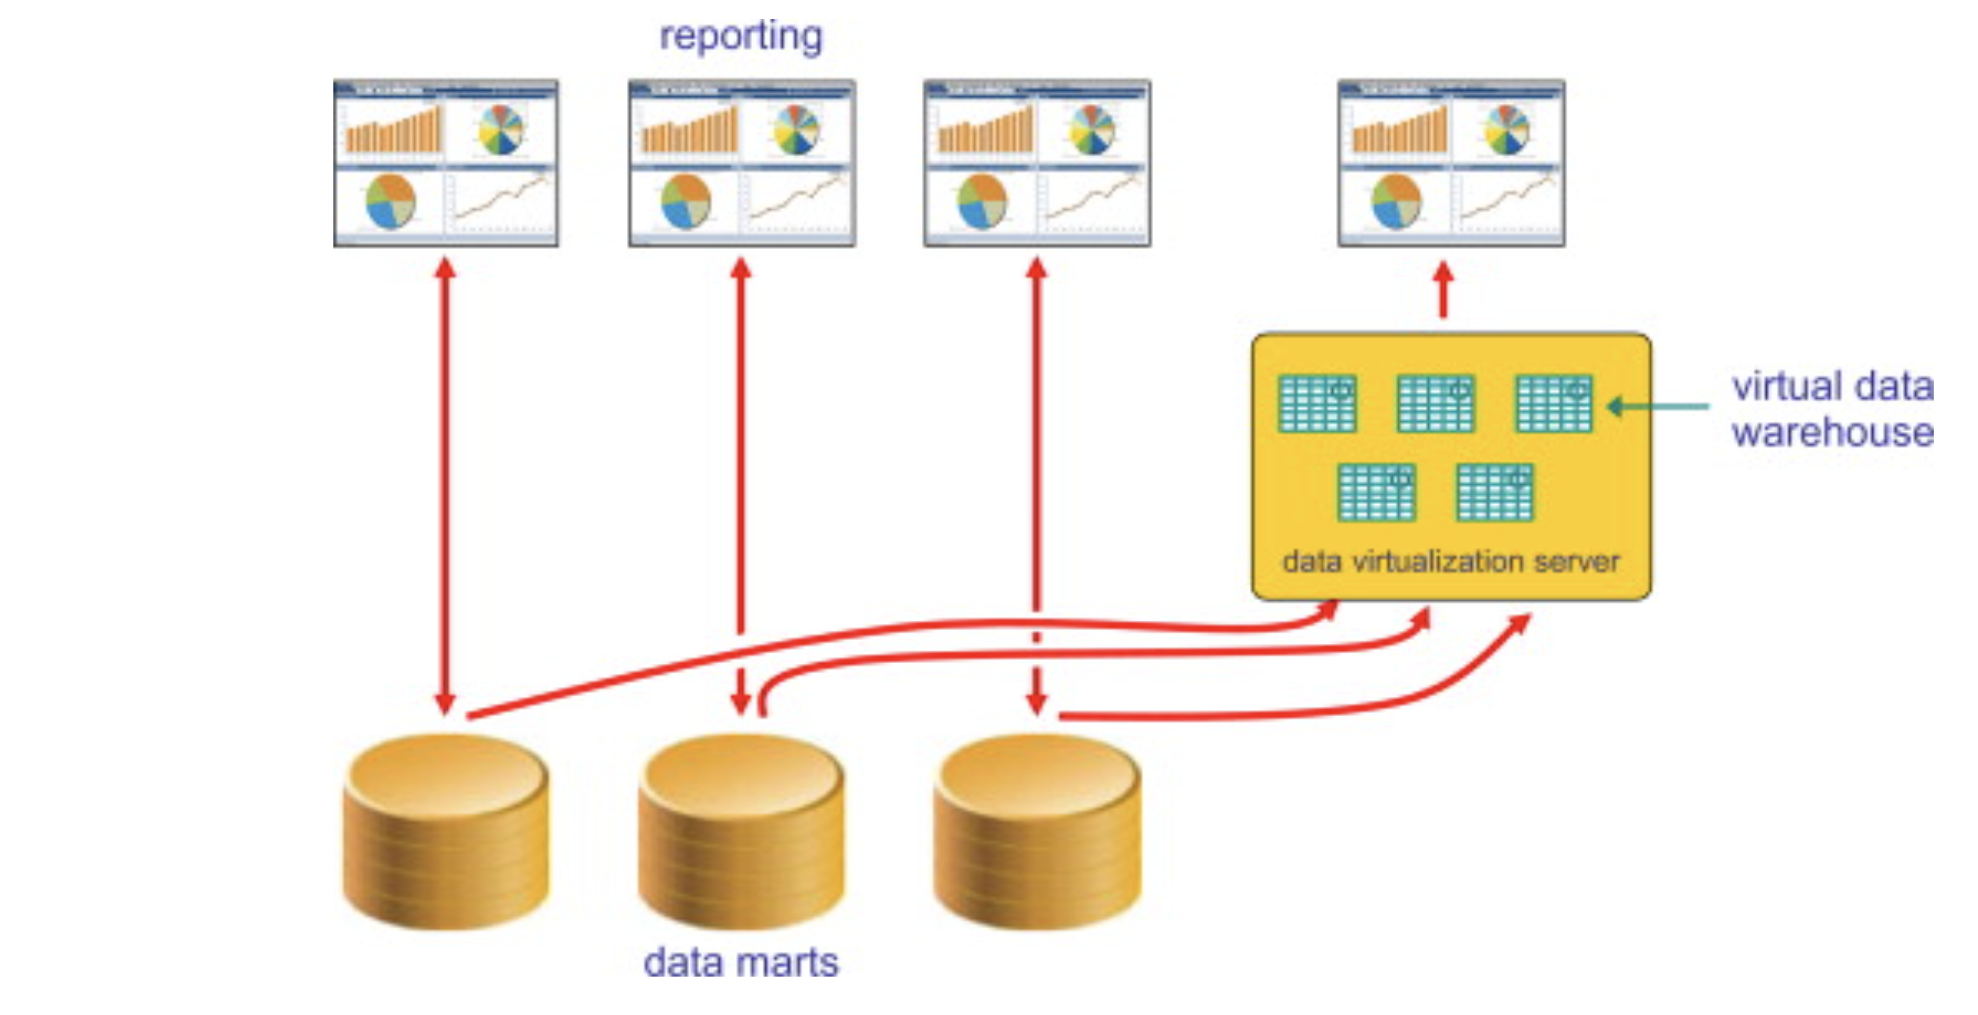 reporting
virtual data
warehouse
data virtualization server
data marts